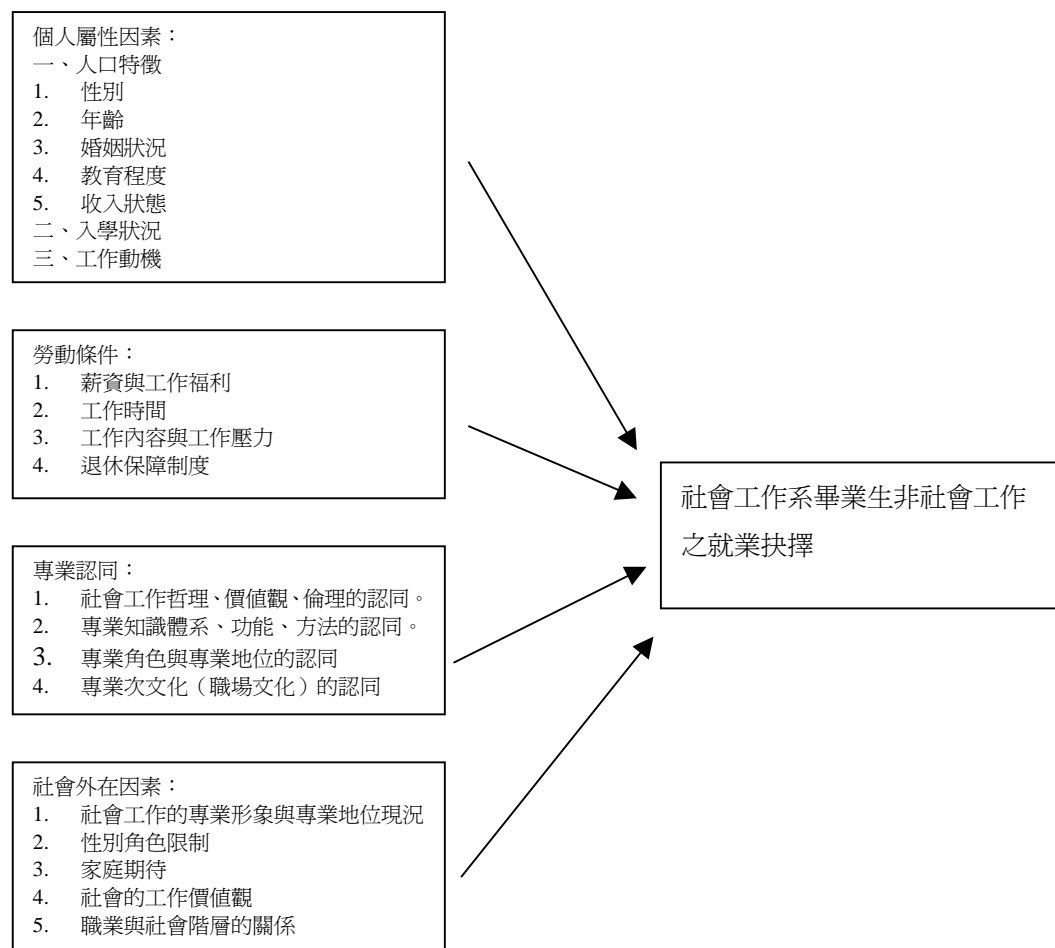 個人屬性因素：
一、人口特徵
1. 性別
2. 年齡
3. 婚姻狀況
4. 教育程度
5. 收入狀態
二、入學狀況
三、工作動機
勞動條件：
1. 薪資與工作福利
2. 工作時間
3. 工作內容與工作壓力
4. 退休保障制度
專業認同：
1. 社會工作哲理、價值觀、倫理的認同。
2. 專業知識體系、功能、方法的認同。
3. 專業角色與專業地位的認同
4. 專業次文化（職場文化）的認同
社會外在因素：
1. 社會工作的專業形象與專業地位現況
2. 性別角色限制
3. 家庭期待
4. 社會的工作價值觀
5. 職業與社會階層的關係
社會工作系畢業生非社會工作
之就業抉擇